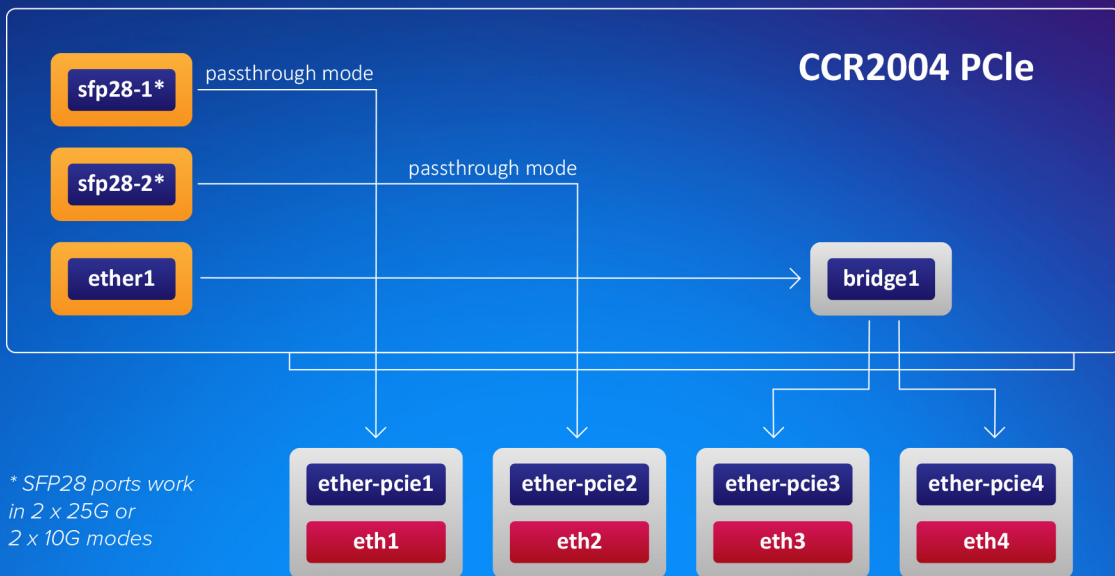 CCR2004 PCIe
sfp28-1*
passthrough mode
sfp28-2*
passthrough mode
ether1
bridge1
ether-pcie1
ether-pcie2
ether-pcie3
ether-pcie4
eth1
eth2
eth3
eth4
* SFP28 ports work
in 2 x 25G or
2 x 10G modes